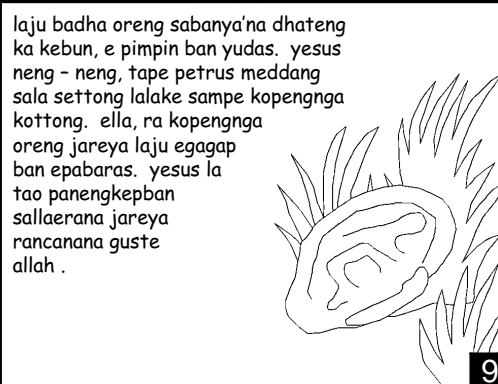 laju badha oreng sabanya'na dhateng
ka kebun, e pimpin ban yudas.  yesus
neng - neng, tape petrus meddang
sala settong lalake sampe kopengnga
kottong.  ella, ra kopengnga
oreng jareya laju egagap
ban epabaras.  yesus la
tao panengkepban
sallaerana jareya
rancanana guste
allah .
9